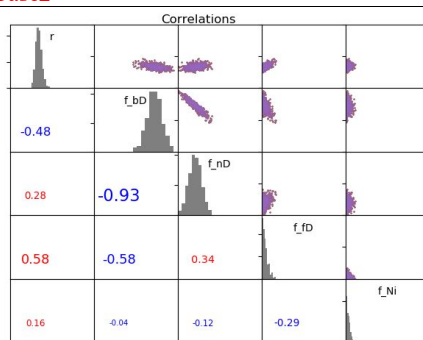 Correlations
r
f_bD
-0.48
f_nD
0.28 -0.93
f_fD
0.58 -0.58 0.34
f_Ni
0.16 -0.04 -0.12 -0.29